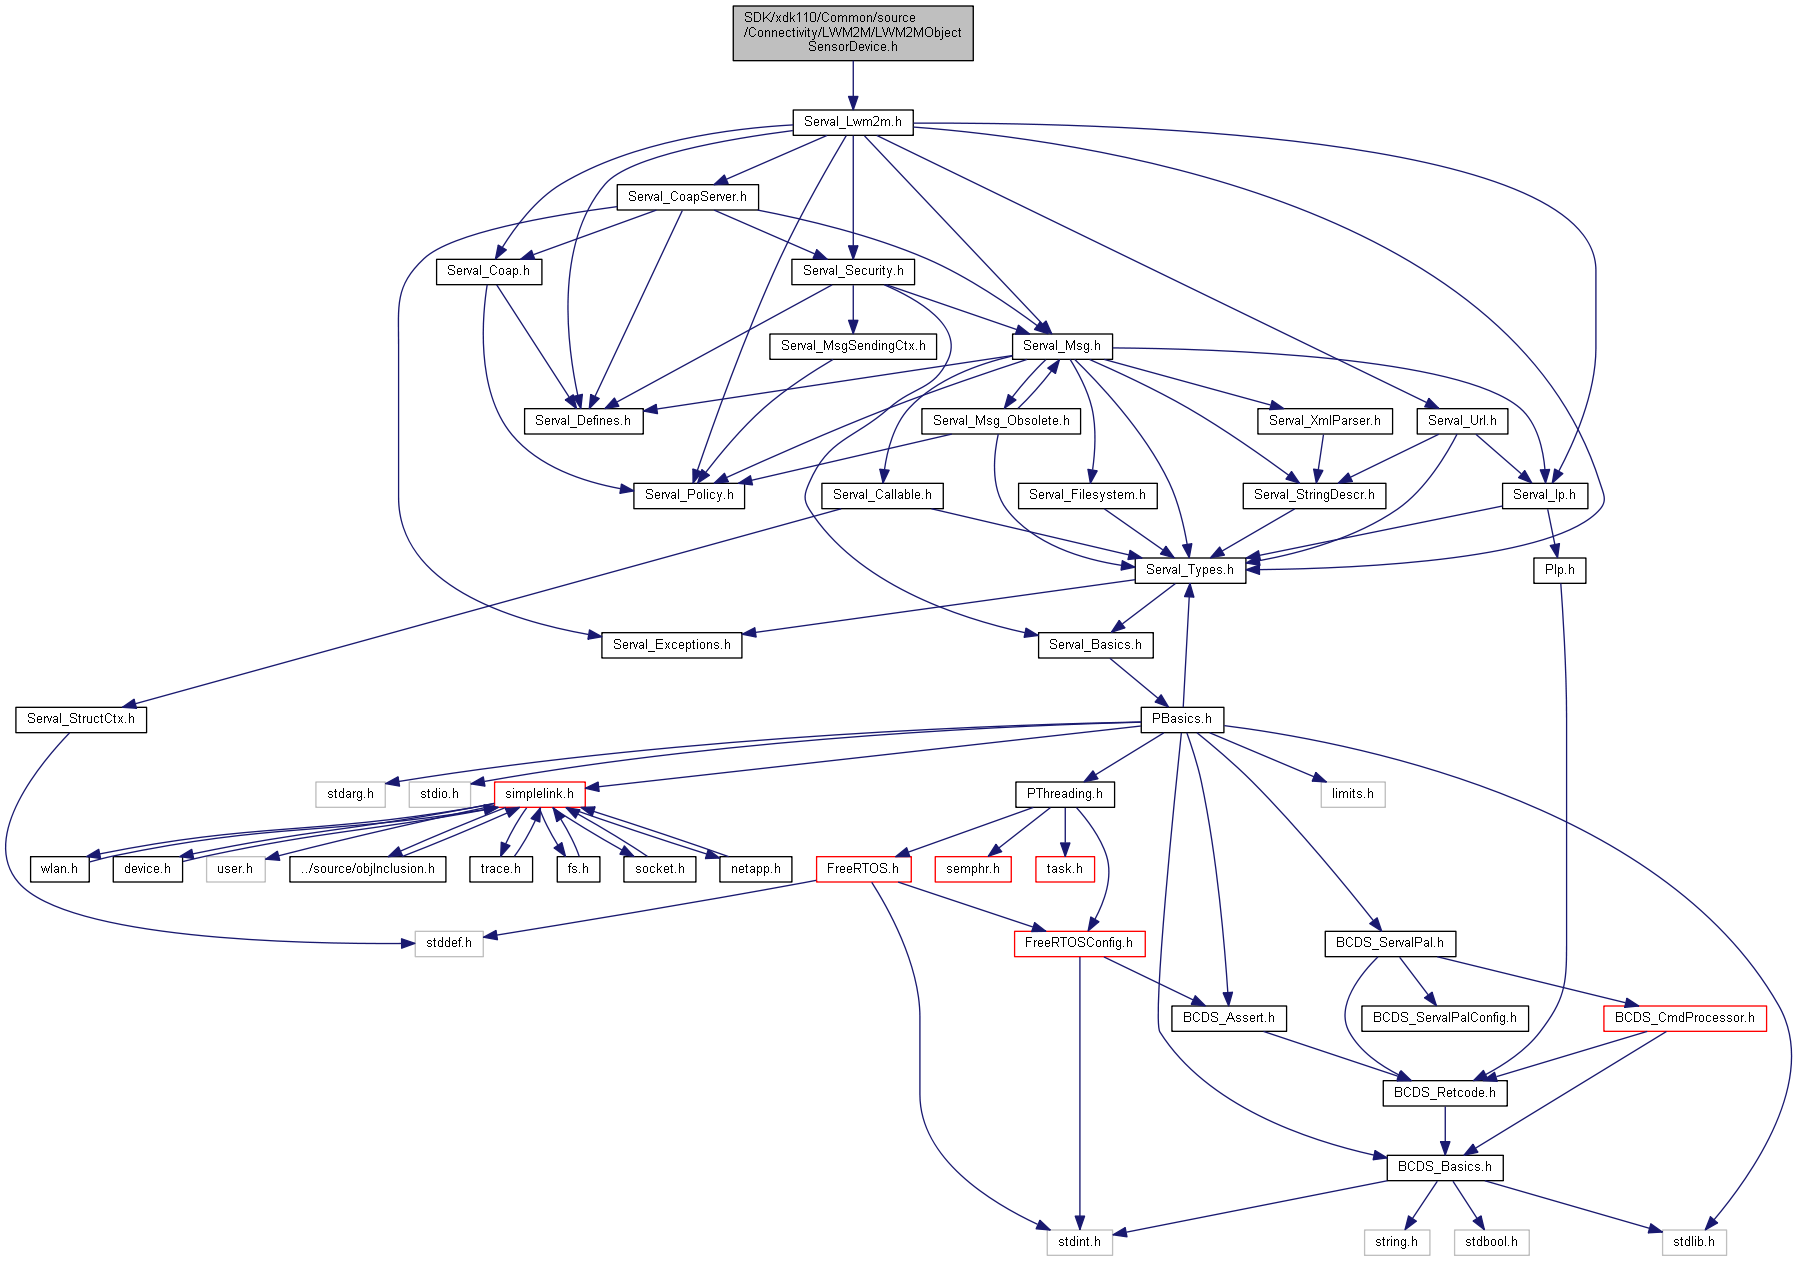 SDK/xdk110/Common/source
/Connectivity/LWM2M/LWM2MObject
SensorDevice.h
Serval_Lwm2m.h
Serval_CoapServer.h
Serval_Coap.h
Serval_Security.h
Serval_MsgSendingCtx.h
Serval_Msg.h
Serval_Defines.h
Serval_Msg_Obsolete.h
Serval_XmlParser.h
Serval_Url.h
Serval_Policy.h
Serval_Callable.h
Serval_Filesystem.h
Serval_StringDescr.h
Serval_Ip.h
Serval_Types.h
PIp.h
Serval_Exceptions.h
Serval_Basics.h
Serval_StructCtx.h
PBasics.h
stdarg.h
stdio.h
simplelink.h
PThreading.h
limits.h
wlan.h
device.h
user.h
../source/objInclusion.h
trace.h
fs.h
socket.h
netapp.h
FreeRTOS.h
semphr.h
task.h
stddef.h
FreeRTOSConfig.h
BCDS_ServalPal.h
BCDS_Assert.h
BCDS_ServalPalConfig.h
BCDS_CmdProcessor.h
BCDS_Retcode.h
BCDS_Basics.h
stdint.h
string.h
stdbool.h
stdlib.h